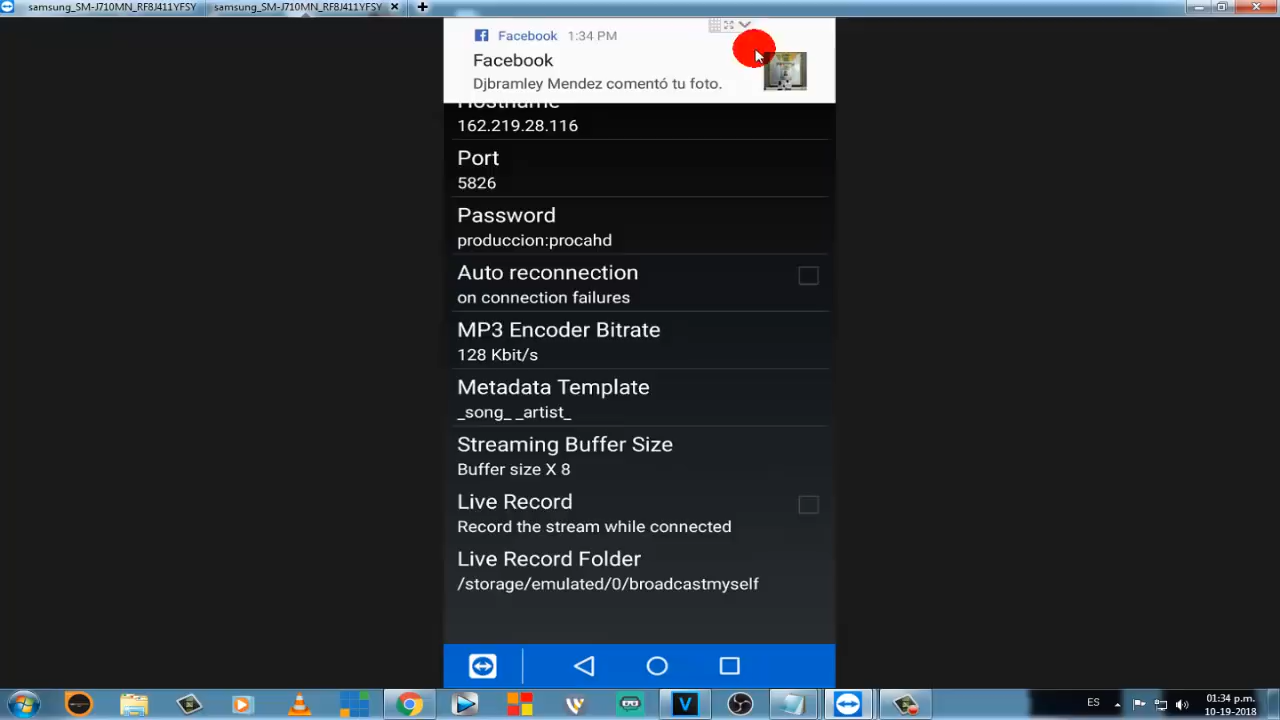 samsung_SM-J710MN_RF8J411YFSY
samsung_SM-J710MN_RF8J411YFSY
Facebook 1:34 PM
Facebook
Djbramley Mendez comentó tu foto.
Hostname
162.219.28.116
Port
5826
Password
produccion:procahd
Auto reconnection
on connection failures
MP3 Encoder Bitrate
128 Kbit/s
Metadata Template
_song_ _artist_
Streaming Buffer Size
Buffer size X 8
Live Record
Record the stream while connected
Live Record Folder
/storage/emulated/0/broadcastmyself
ES
01:34 p.m.
10-19-2018